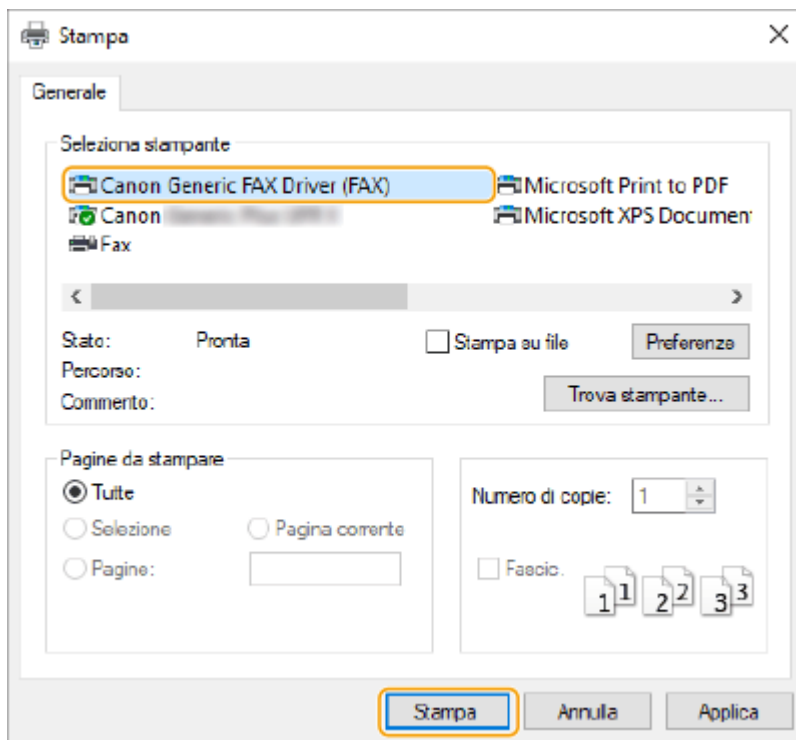 Stampa
Generale
Seleziona stampante
Canon Generic FAX Driver (FAX) Microsoft Print to PDF
Canon Microsoft XPS Documen
Fax
Stato: Pronta Stampa su file Preferenze
Percorso:
Commento: Trova stampante...
Pagine da stampare
Tutte Numero di copie: 1
Selezione Pagina corrente
Pagine: Fascic.
1 1 2 2 3 3
Stampa Annulla Applica